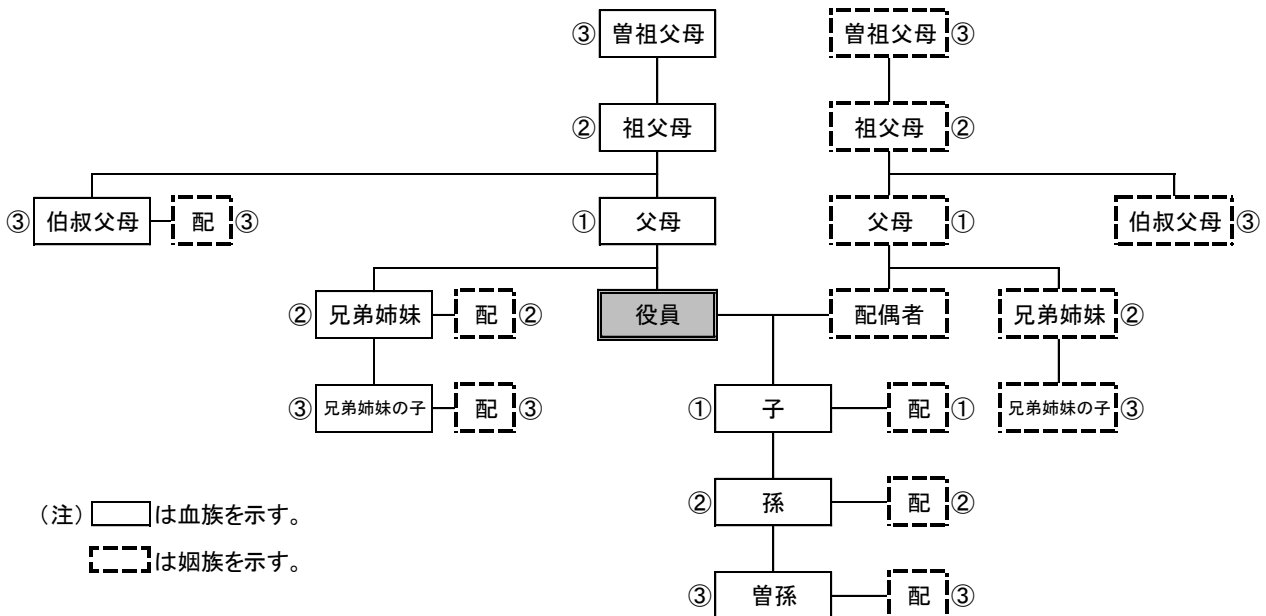 ③ 曽祖父母 曽祖父母 ③
② 祖父母 祖父母 ②
③ 伯叔父母 配 ③ ① 父母 父母 ① 伯叔父母 ③
② 兄弟姉妹 配 ② 役員 配偶者 兄弟姉妹 ②
③ 兄弟姉妹の子 配 ③ ① 子 配 ① 兄弟姉妹の子 ③
② 孫 配 ②
(注) は血族を示す。
は姻族を示す。
③ 曽孫 配 ③